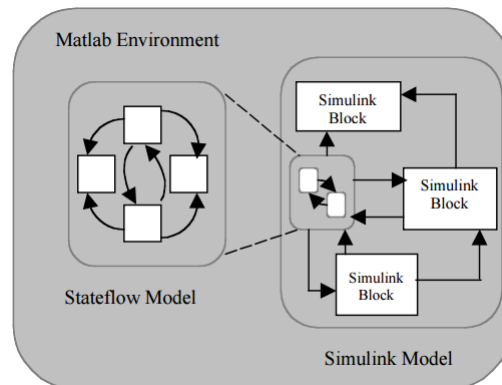 Matlab Environment
Simulink
Block
Simulink
Block
Simulink
Block
Stateflow Model
Simulink Model